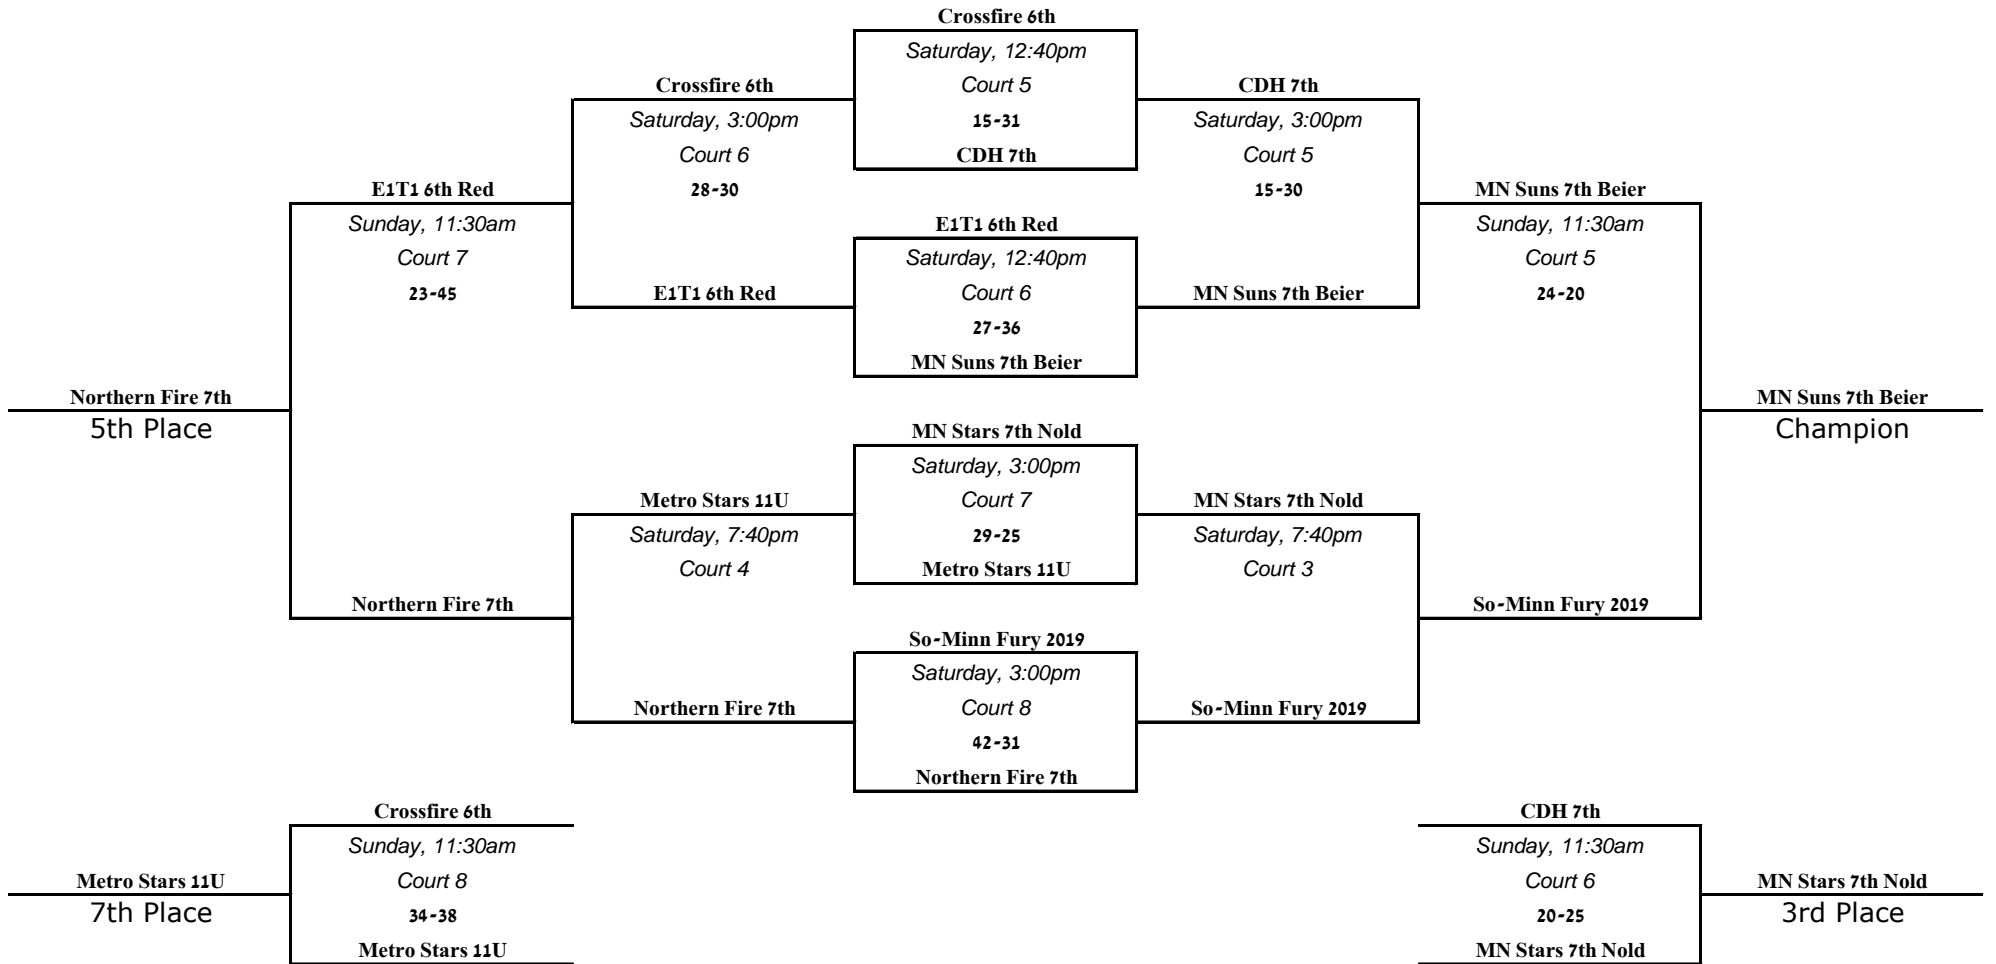 Crossfire 6th
Saturday, 12:40pm
Crossfire 6th
Court 5
CDH 7th
Saturday, 3:00pm
15-31
Saturday, 3:00pm
Court 6
CDH 7th
Court 5
E1T1 6th Red
28-30
15-30
MN Suns 7th Beier
Sunday, 11:30am
E1T1 6th Red
Sunday, 11:30am
Court 7
Saturday, 12:40pm
Court 5
23-45
E1T1 6th Red
Court 6
MN Suns 7th Beier
24-20
27-36
MN Suns 7th Beier
Northern Fire 7th
MN Suns 7th Beier
5th Place
MN Stars 7th Nold
Champion
Saturday, 3:00pm
Metro Stars 11U
Court 7
MN Stars 7th Nold
Saturday, 7:40pm
29-25
Saturday, 7:40pm
Court 4
Metro Stars 11U
Court 3
Northern Fire 7th
So-Minn Fury 2019
So-Minn Fury 2019
Saturday, 3:00pm
Northern Fire 7th
Court 8
So-Minn Fury 2019
42-31
Northern Fire 7th
Crossfire 6th
CDH 7th
Sunday, 11:30am
Sunday, 11:30am
Metro Stars 11U
Court 8
Court 6
MN Stars 7th Nold
7th Place
34-38
20-25
3rd Place
Metro Stars 11U
MN Stars 7th Nold